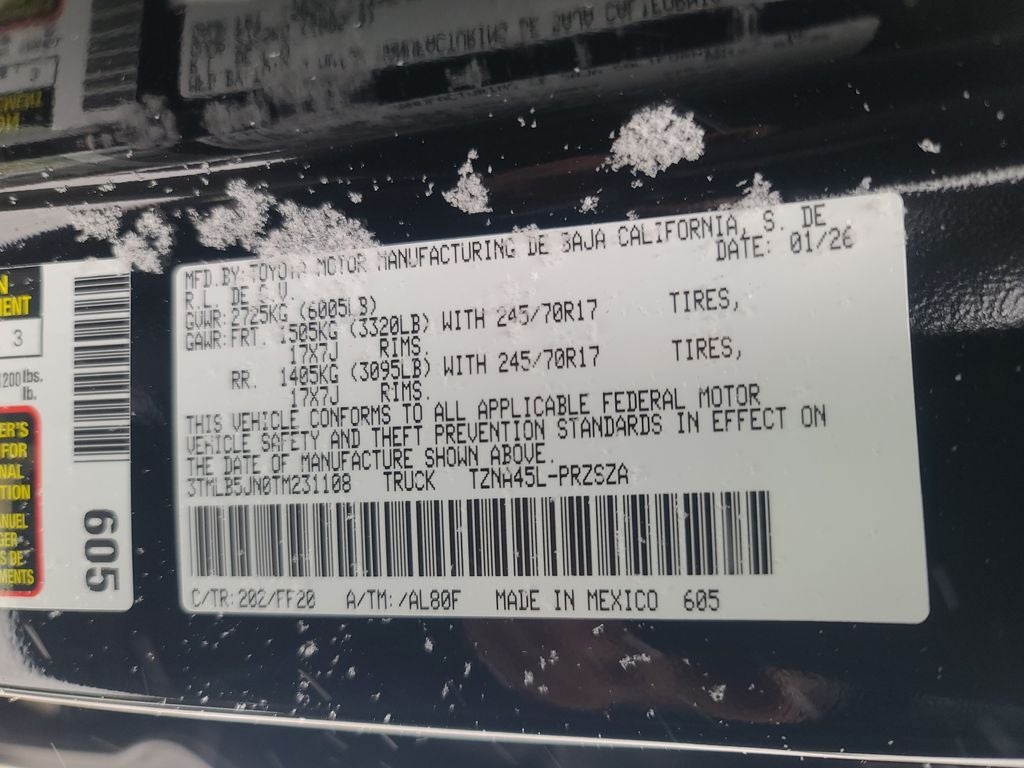 MFD.BY:TOYOTA MOTOR MANUFACTURING DE BAJA CALIFORNIA, S. DE
R.L. DE C.V. DATE: 01/26
GVWR:2725KG (6005LB)
GAWR:FRT. 1505KG (3320LB) WITH 245/70R17 TIRES,
17X7J RIMS.
RR. 1405KG (3095LB) WITH 245/70R17 TIRES,
17X7J RIMS.
THIS VEHICLE CONFORMS TO ALL APPLICABLE FEDERAL MOTOR
VEHICLE SAFETY AND THEFT PREVENTION STANDARDS IN EFFECT ON
THE DATE OF MANUFACTURE SHOWN ABOVE.
3TMLB5JN0TM231108 TRUCK TZNA45L-PRZSZA
C/TR:202/FF20 A/TM:/AL80F MADE IN MEXICO 605
3
1200 lbs.
lb.
605